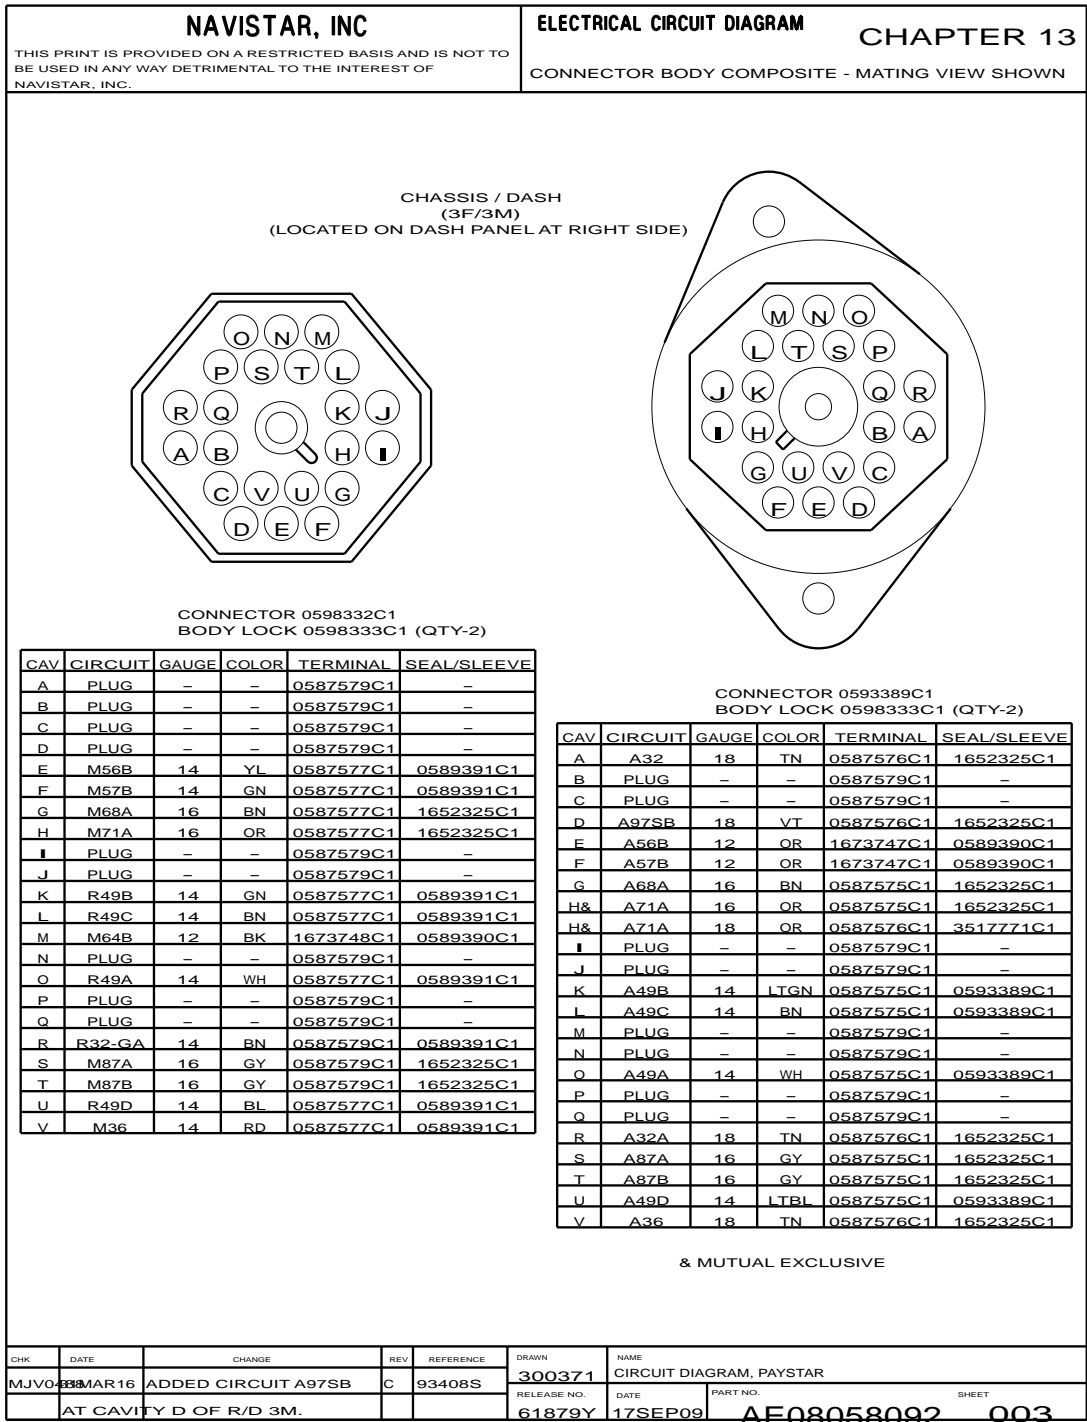 NAVISTAR, INC
THIS PRINT IS PROVIDED ON A RESTRICTED BASIS AND IS NOT TO
BE USED IN ANY WAY DETRIMENTAL TO THE INTEREST OF
NAVISTAR, INC.
ELECTRICAL CIRCUIT DIAGRAM
CHAPTER 13
CONNECTOR BODY COMPOSITE - MATING VIEW SHOWN
CHASSIS / DASH
(3F/3M)
(LOCATED ON DASH PANEL AT RIGHT SIDE)
O N M
P S T L
R Q K J
A B H I
C V U G
D E F
M N O
L T S P
J K Q R
I H B A
G U V C
F E D
CONNECTOR 0598332C1
BODY LOCK 0598333C1 (QTY-2)
CAV CIRCUIT GAUGE COLOR TERMINAL SEAL/SLEEVE
A PLUG – – 0587579C1 –
B PLUG – – 0587579C1 –
C PLUG – – 0587579C1 –
D PLUG – – 0587579C1 –
E M56B 14 YL 0587577C1 0589391C1
F M57B 14 GN 0587577C1 0589391C1
G M68A 16 BN 0587577C1 1652325C1
H M71A 16 OR 0587577C1 1652325C1
I PLUG – – 0587579C1 –
J PLUG – – 0587579C1 –
K R49B 14 GN 0587577C1 0589391C1
L R49C 14 BN 0587577C1 0589391C1
M M64B 12 BK 1673748C1 0589390C1
N PLUG – – 0587579C1 –
O R49A 14 WH 0587577C1 0589391C1
P PLUG – – 0587579C1 –
Q PLUG – – 0587579C1 –
R R32-GA 14 BN 0587579C1 0589391C1
S M87A 16 GY 0587579C1 1652325C1
T M87B 16 GY 0587579C1 1652325C1
U R49D 14 BL 0587577C1 0589391C1
V M36 14 RD 0587577C1 0589391C1
CONNECTOR 0593389C1
BODY LOCK 0598333C1 (QTY-2)
CAV CIRCUIT GAUGE COLOR TERMINAL SEAL/SLEEVE
A A32 18 TN 0587576C1 1652325C1
B PLUG – – 0587579C1 –
C PLUG – – 0587579C1 –
D A97SB 18 VT 0587576C1 1652325C1
E A56B 12 OR 1673747C1 0589390C1
F A57B 12 OR 1673747C1 0589390C1
G A68A 16 BN 0587575C1 1652325C1
H& A71A 16 OR 0587575C1 1652325C1
H& A71A 18 OR 0587576C1 3517771C1
I PLUG – – 0587579C1 –
J PLUG – – 0587579C1 –
K A49B 14 LTGN 0587575C1 0593389C1
L A49C 14 BN 0587575C1 0593389C1
M PLUG – – 0587579C1 –
N PLUG – – 0587579C1 –
O A49A 14 WH 0587575C1 0593389C1
P PLUG – – 0587579C1 –
Q PLUG – – 0587579C1 –
R A32A 18 TN 0587576C1 1652325C1
S A87A 16 GY 0587575C1 1652325C1
T A87B 16 GY 0587575C1 1652325C1
U A49D 14 LTBL 0587575C1 0593389C1
V A36 18 TN 0587576C1 1652325C1
& MUTUAL EXCLUSIVE
CHK DATE CHANGE REV REFERENCE
ADDED CIRCUIT A97SB C 93408S
AT CAVITY D OF R/D 3M.
DRAWN
300371
NAME
CIRCUIT DIAGRAM, PAYSTAR
RELEASE NO.
61879Y
DATE
17SEP09
PART NO.
AF08058092
SHEET
003